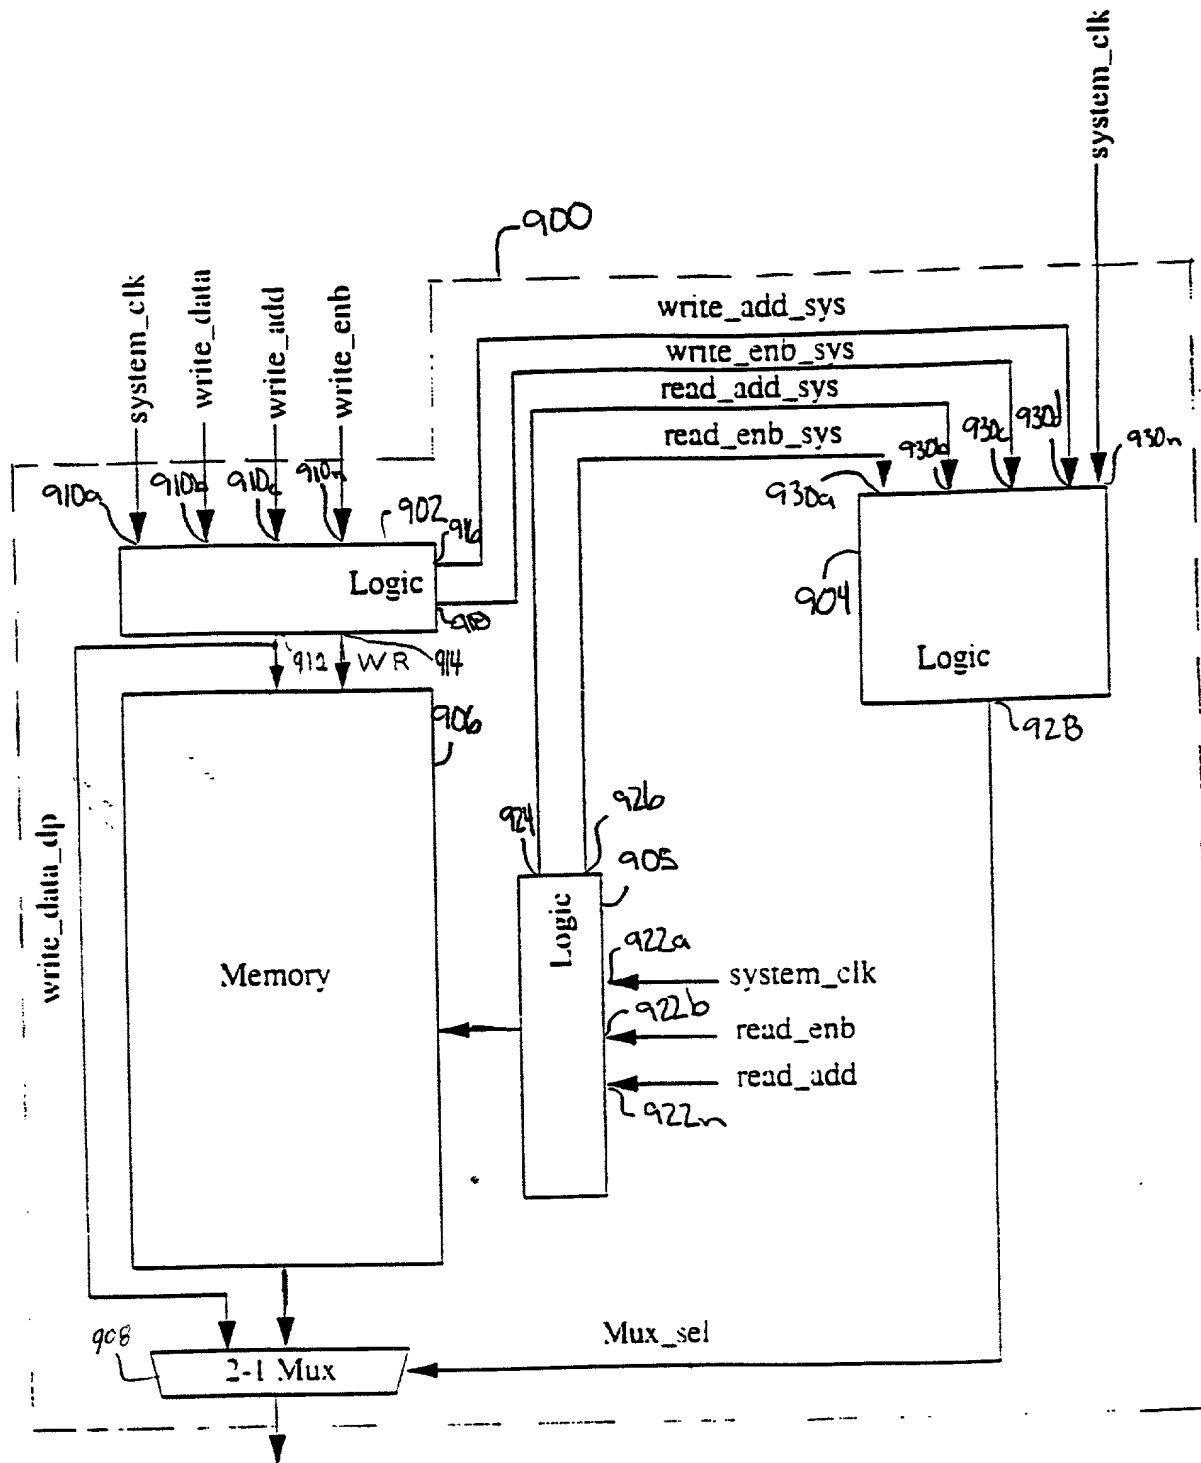 system_clk
900
system_clk
write_data
write_add
write_enb
write_add_sys
write_enb_sys
read_add_sys
read_enb_sys
910a
910b
910c
910n
902
916
930a
930b
930c
930d
930n
Logic
918
904
Logic
912
WR
914
906
928
write_data_dp
924
926
905
Logic
Memory
922a
system_clk
922b
read_enb
read_add
922n
908
Mux_sel
2-1 Mux